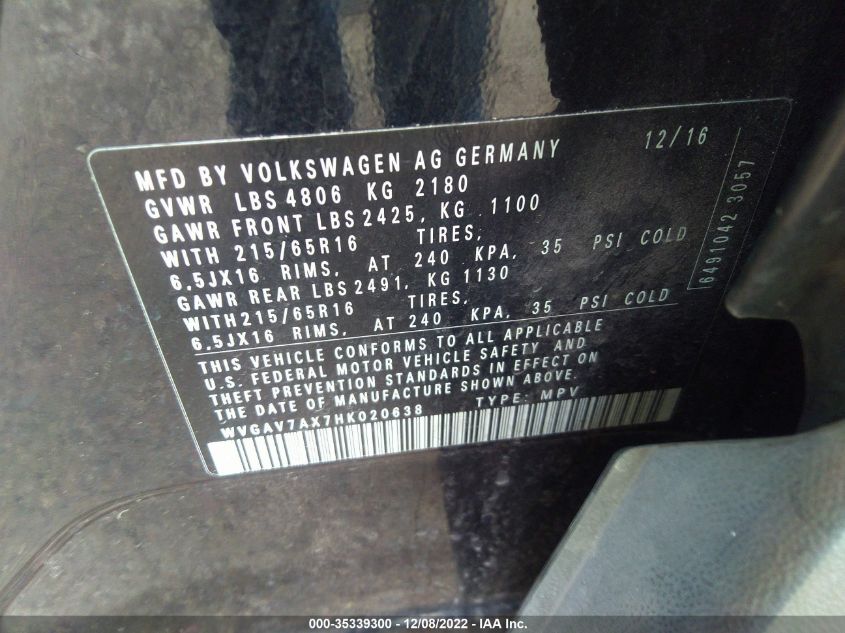 MFD BY VOLKSWAGEN AG GERMANY 12/16
GVWR LBS 4806 KG 2180
GAWR FRONT LBS 2425, KG 1100
WITH 215/65R16 TIRES,
6.5JX16 RIMS, AT 240 KPA, 35 PSI COLD
GAWR REAR LBS 2491, KG 1130
WITH215/65R16 TIRES,
6.5JX16 RIMS, AT 240 KPA, 35 PSI COLD
THIS VEHICLE CONFORMS TO ALL APPLICABLE
U.S. FEDERAL MOTOR VEHICLE SAFETY AND
THEFT PREVENTION STANDARDS IN EFFECT ON
THE DATE OF MANUFACTURE SHOWN ABOVE.
WVGAV7AX7HK020638 TYPE: MPV
6491042 3057
000-35339300 - 12/08/2022 - IAA Inc.